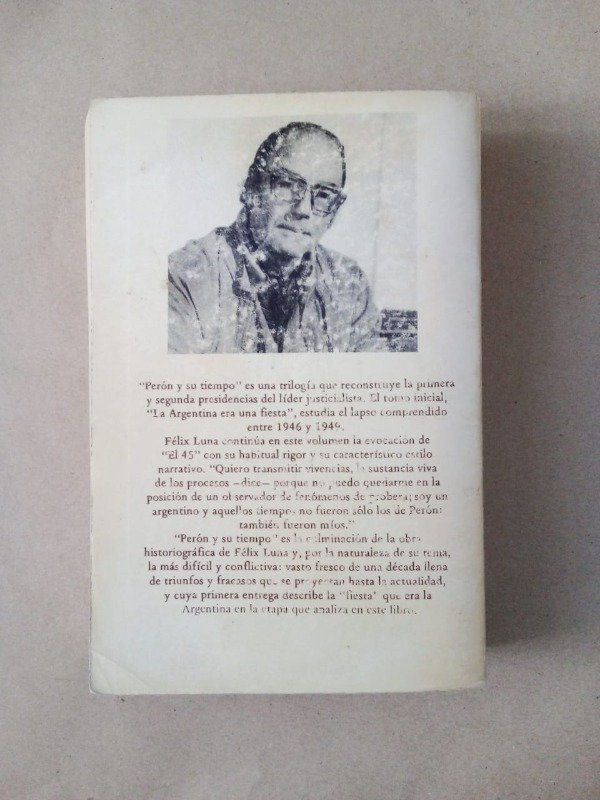 "Perón y su tiempo" es una trilogía que reconstruye la primera
y segunda presidencias del líder justicialista. El tomo inicial,
"La Argentina era una fiesta", estudia el lapso comprendido
entre 1946 y 1949.
Félix Luna continúa en este volumen la evocación de
"El 45" con su habitual rigor y su característico estilo
narrativo. "Quiero transmitir vivencias, la sustancia viva
de los procesos —dice— porque no puedo quedarme en la
posición de un observador de fenómenos de probeta; soy un
argentino y aquellos tiempos no fueron sólo los de Perón:
también fueron míos."
"Perón y su tiempo" es la culminación de la obra
historiográfica de Félix Luna y, por la naturaleza de su tema,
la más difícil y conflictiva: vasto fresco de una década llena
de triunfos y fracasos que se proyectan hasta la actualidad,
y cuya primera entrega describe la "fiesta" que era la
Argentina en la etapa que analiza en este libro.